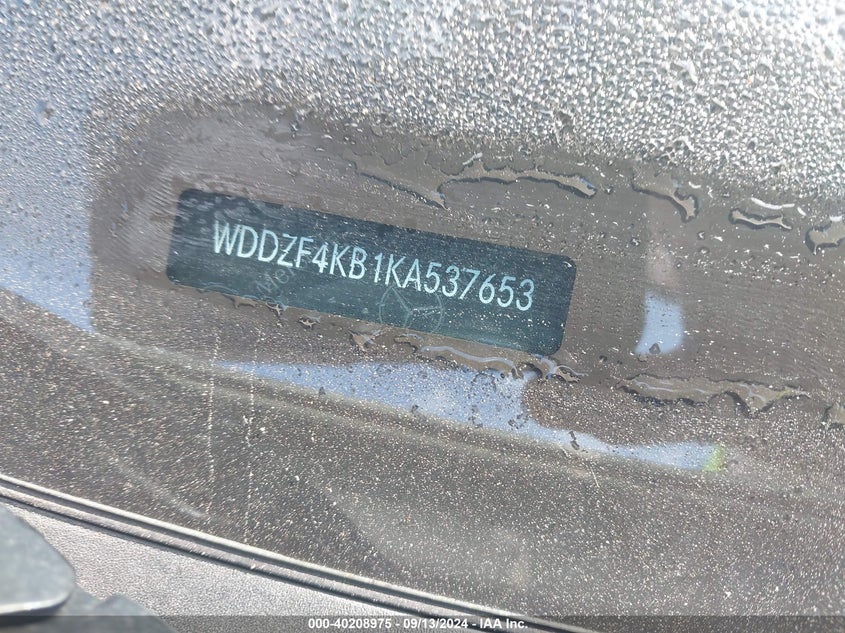 WDDZF4KB1KA537653
000-40208975 - 09/13/2024 - IAA Inc.